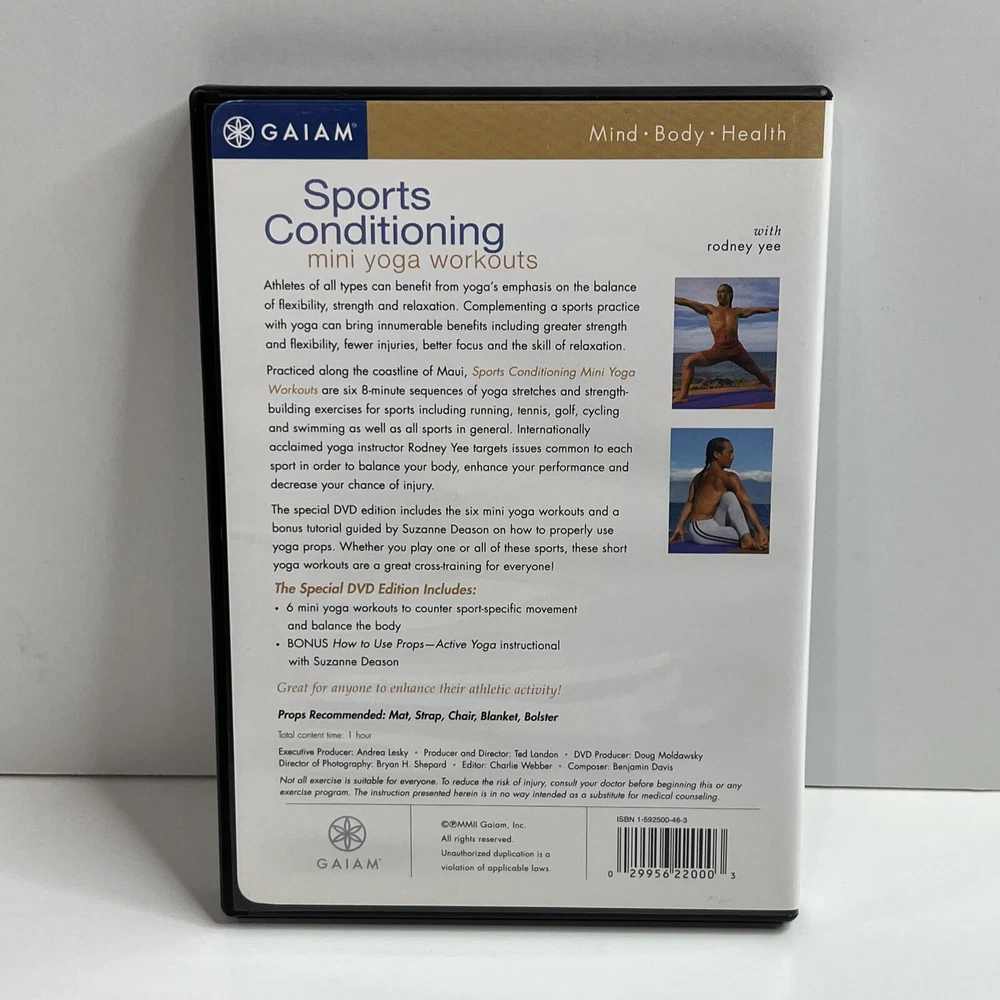 GAIAM®
Mind · Body · Health
Sports
Conditioning
mini yoga workouts
with
rodney yee
Athletes of all types can benefit from yoga's emphasis on the balance
of flexibility, strength and relaxation. Complementing a sports practice
with yoga can bring innumerable benefits including greater strength
and flexibility, fewer injuries, better focus and the skill of relaxation.
Practiced along the coastline of Maui, Sports Conditioning Mini Yoga
Workouts are six 8-minute sequences of yoga stretches and strength-
building exercises for sports including running, tennis, golf, cycling
and swimming as well as all sports in general. Internationally
acclaimed yoga instructor Rodney Yee targets issues common to each
sport in order to balance your body, enhance your performance and
decrease your chance of injury.
The special DVD edition includes the six mini yoga workouts and a
bonus tutorial guided by Suzanne Deason on how to properly use
yoga props. Whether you play one or all of these sports, these short
yoga workouts are a great cross-training for everyone!
The Special DVD Edition Includes:
• 6 mini yoga workouts to counter sport-specific movement
and balance the body
• BONUS How to Use Props—Active Yoga instructional
with Suzanne Deason
Great for anyone to enhance their athletic activity!
Props Recommended: Mat, Strap, Chair, Blanket, Bolster
Total content time: 1 hour
Executive Producer: Andrea Lesky • Producer and Director: Ted Landon • DVD Producer: Doug Moldawsky
Director of Photography: Bryan H. Shepard • Editor: Charlie Webber • Composer: Benjamin Davis
Not all exercise is suitable for everyone. To reduce the risk of injury, consult your doctor before beginning this or any
exercise program. The instruction presented herein is in no way intended as a substitute for medical counseling.
GAIAM®
©℗MMII Gaiam, Inc.
All rights reserved.
Unauthorized duplication is a
violation of applicable laws.
ISBN 1-592500-46-3
0 29956 22000 3